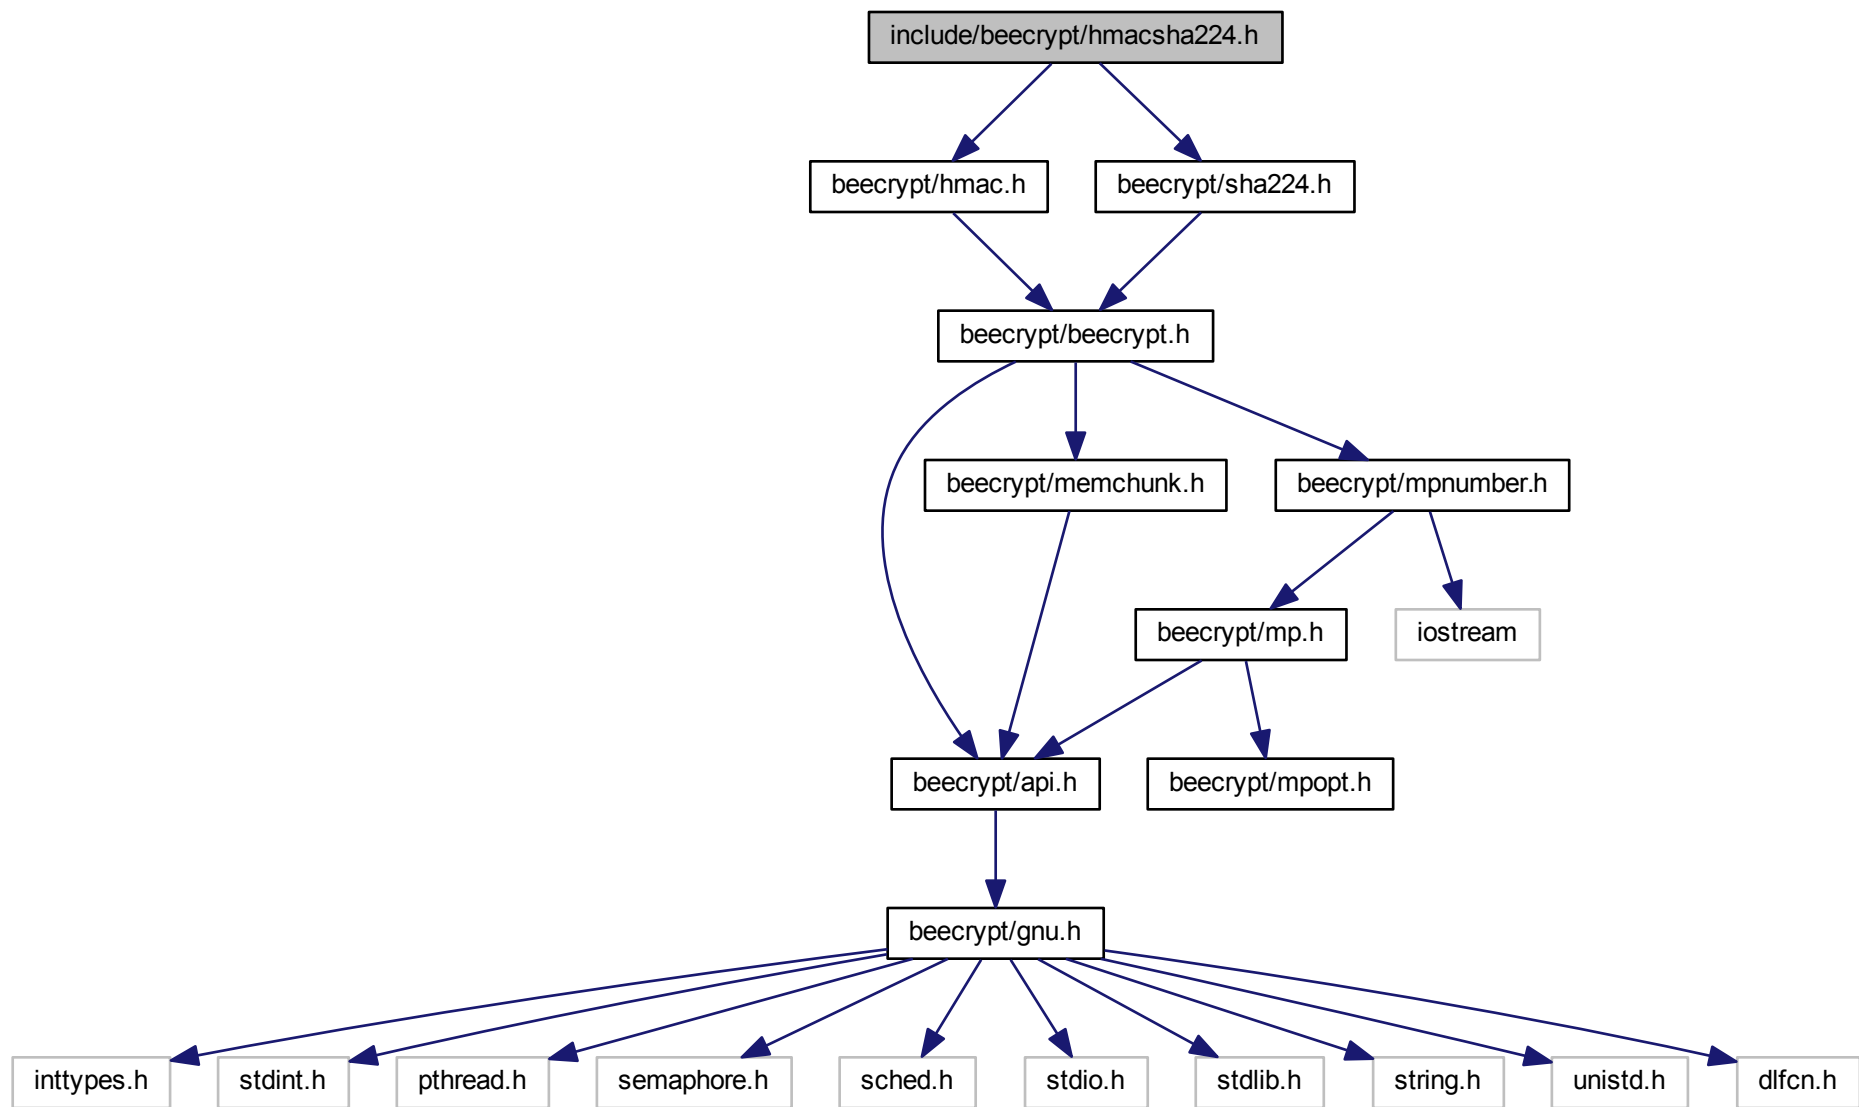 include/beecrypt/hmacsha224.h
beecrypt/hmac.h
beecrypt/sha224.h
beecrypt/beecrypt.h
beecrypt/memchunk.h
beecrypt/mpnumber.h
beecrypt/mp.h
iostream
beecrypt/api.h
beecrypt/mpopt.h
beecrypt/gnu.h
inttypes.h
stdint.h
pthread.h
semaphore.h
sched.h
stdio.h
stdlib.h
string.h
unistd.h
dlfcn.h